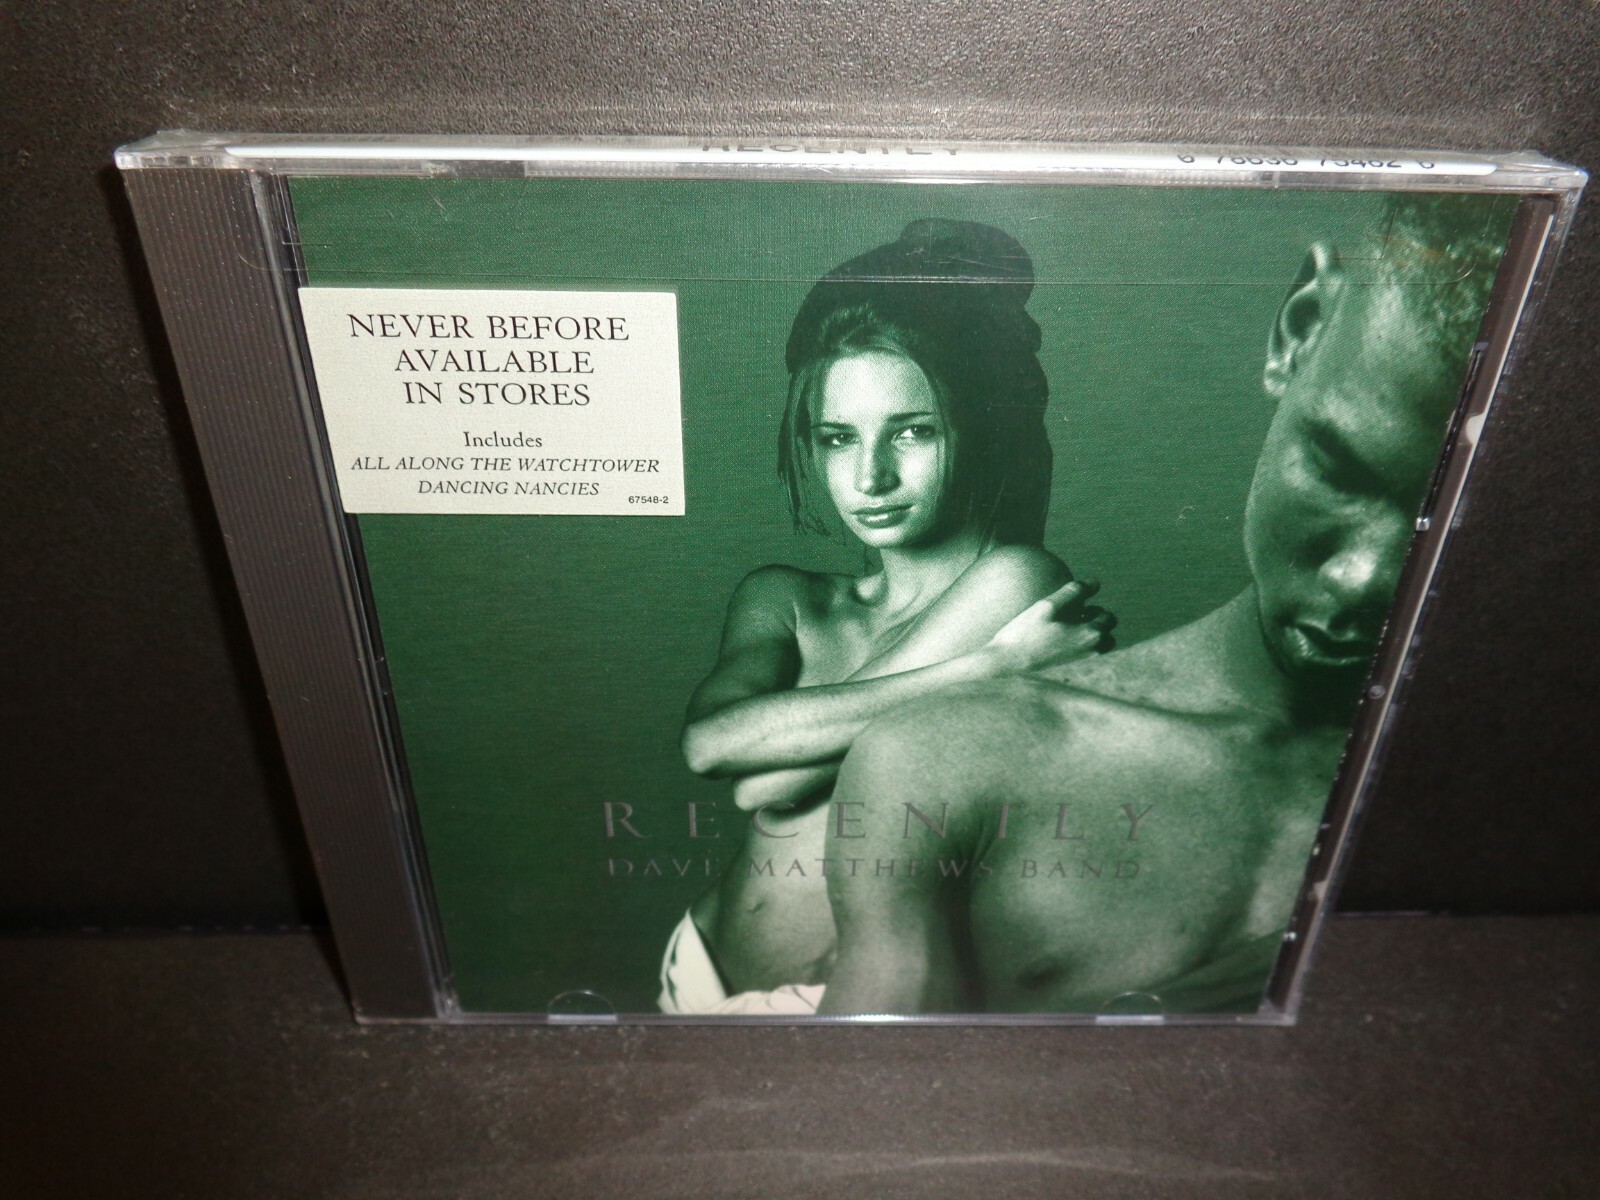 RECENTLY
NEVER BEFORE
AVAILABLE
IN STORES
Includes
ALL ALONG THE WATCHTOWER
DANCING NANCIES
67548-2
RECENTLY
DAVE MATTHEWS BAND